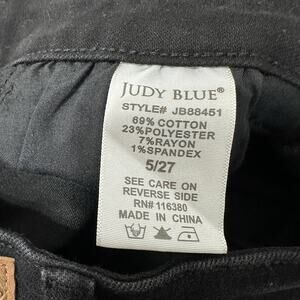 JUDY BLUE®
STYLE# JB88451
69% COTTON
23%POLYESTER
7%RAYON
1%SPANDEX
5/27
SEE CARE ON
REVERSE SIDE
RN# 116380
MADE IN CHINA